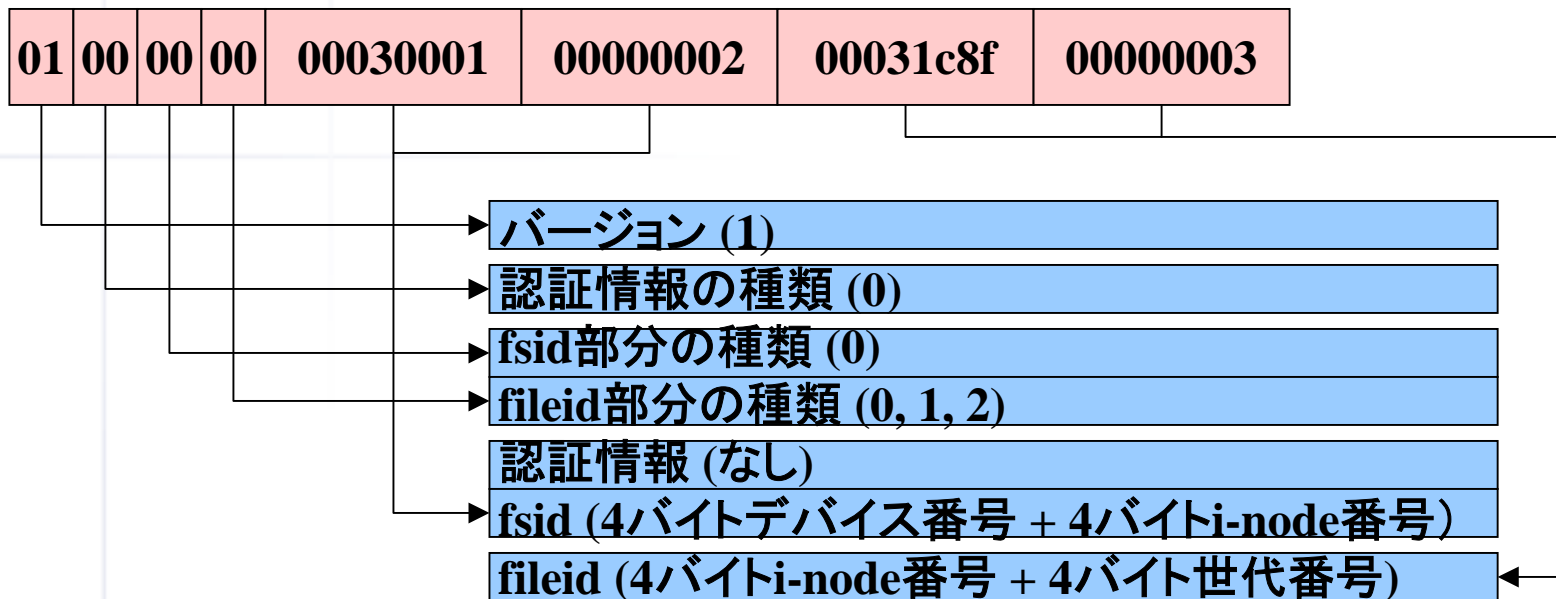 01 00 00 00 00030001 00000002 00031c8f 00000003
バージョン (1)
認証情報の種類 (0)
fsid部分の種類 (0)
fileid部分の種類 (0, 1, 2)
認証情報 (なし)
fsid (4バイトデバイス番号 + 4バイトi-node番号）
fileid (4バイトi-node番号 + 4バイト世代番号)